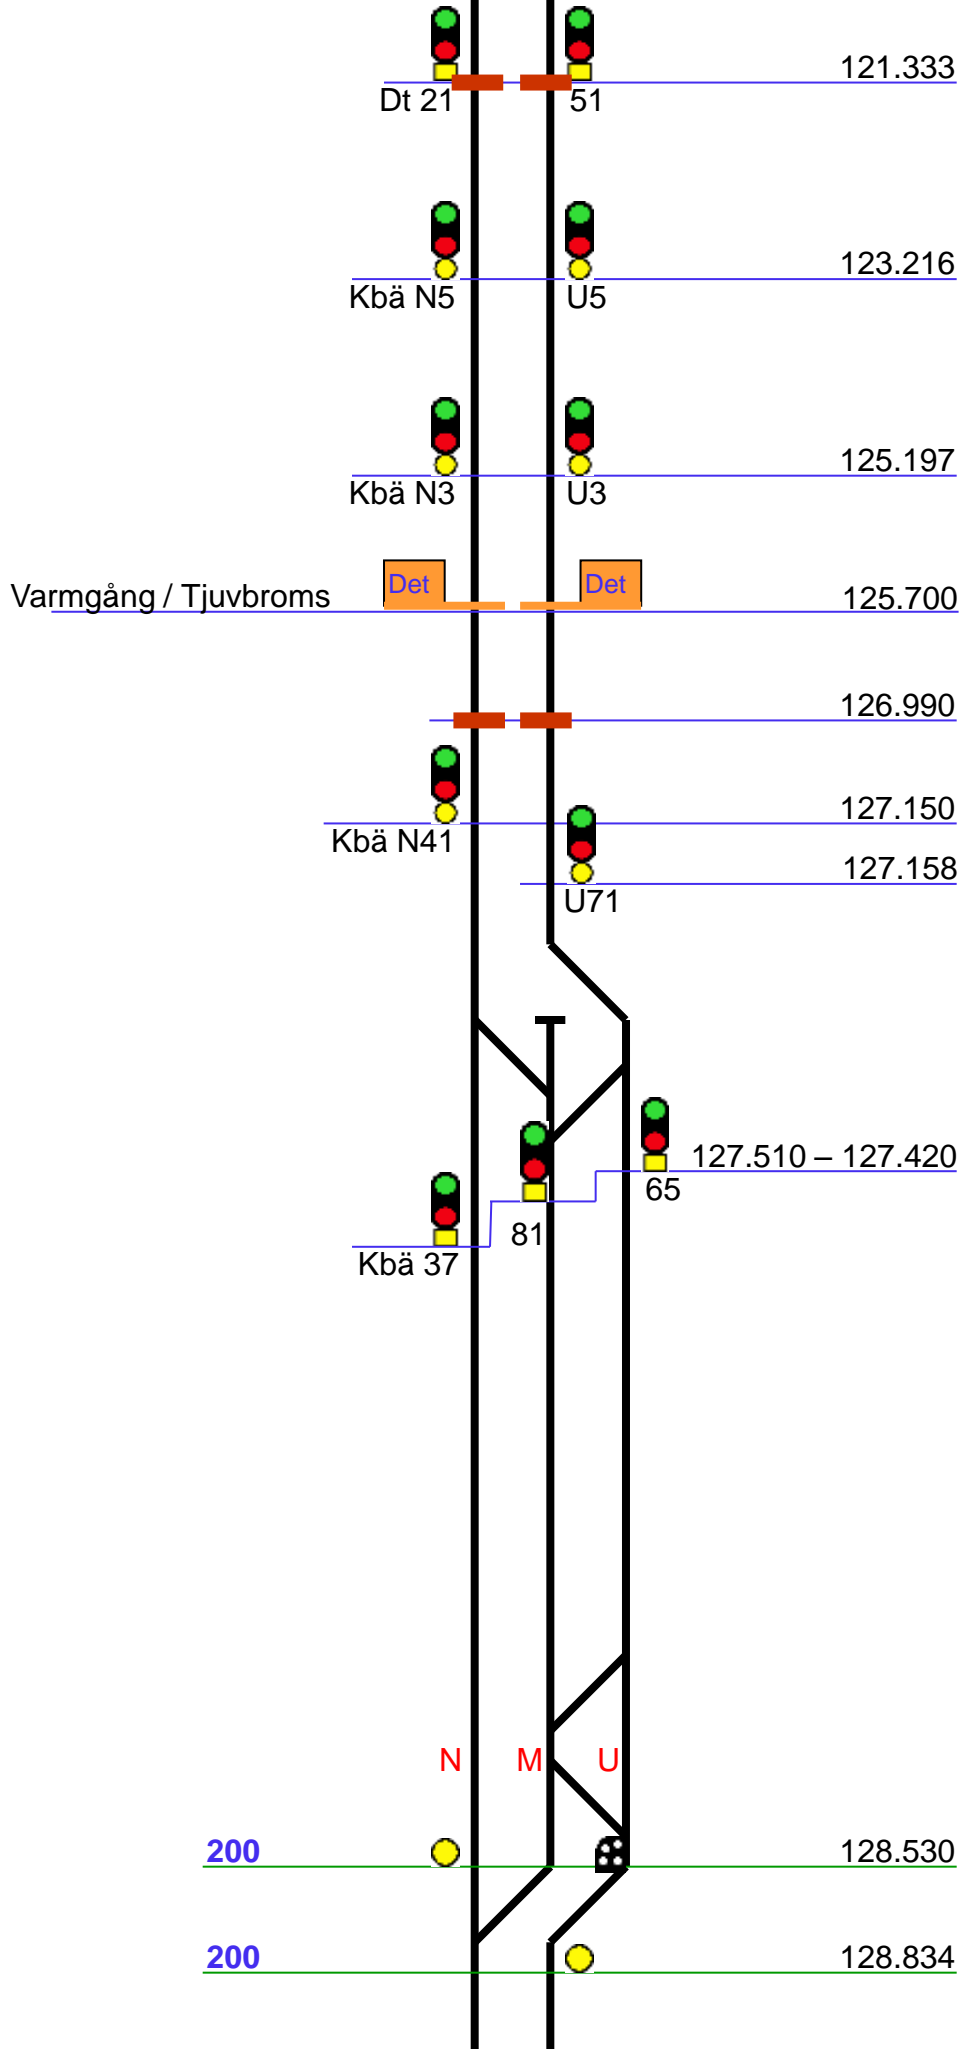 121.333
Dt 21 51
123.216
Kbä N5 U5
125.197
Kbä N3 U3
Det Det
Varmgång / Tjuvbroms 125.700
126.990
127.150
Kbä N41
127.158
U71
127.510 – 127.420
65
81
Kbä 37
N M U
200 128.530
200 128.834